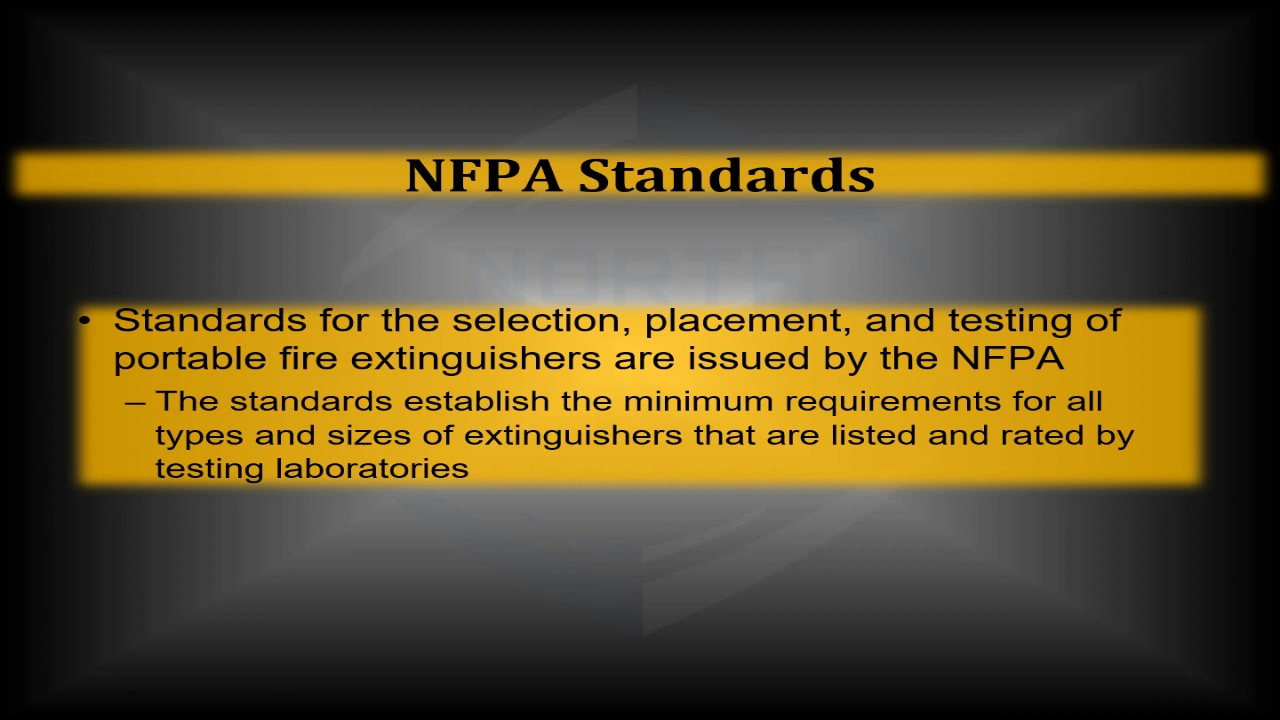 NFPA Standards
NORTH
• Standards for the selection, placement, and testing of
portable fire extinguishers are issued by the NFPA
– The standards establish the minimum requirements for all
types and sizes of extinguishers that are listed and rated by
testing laboratories